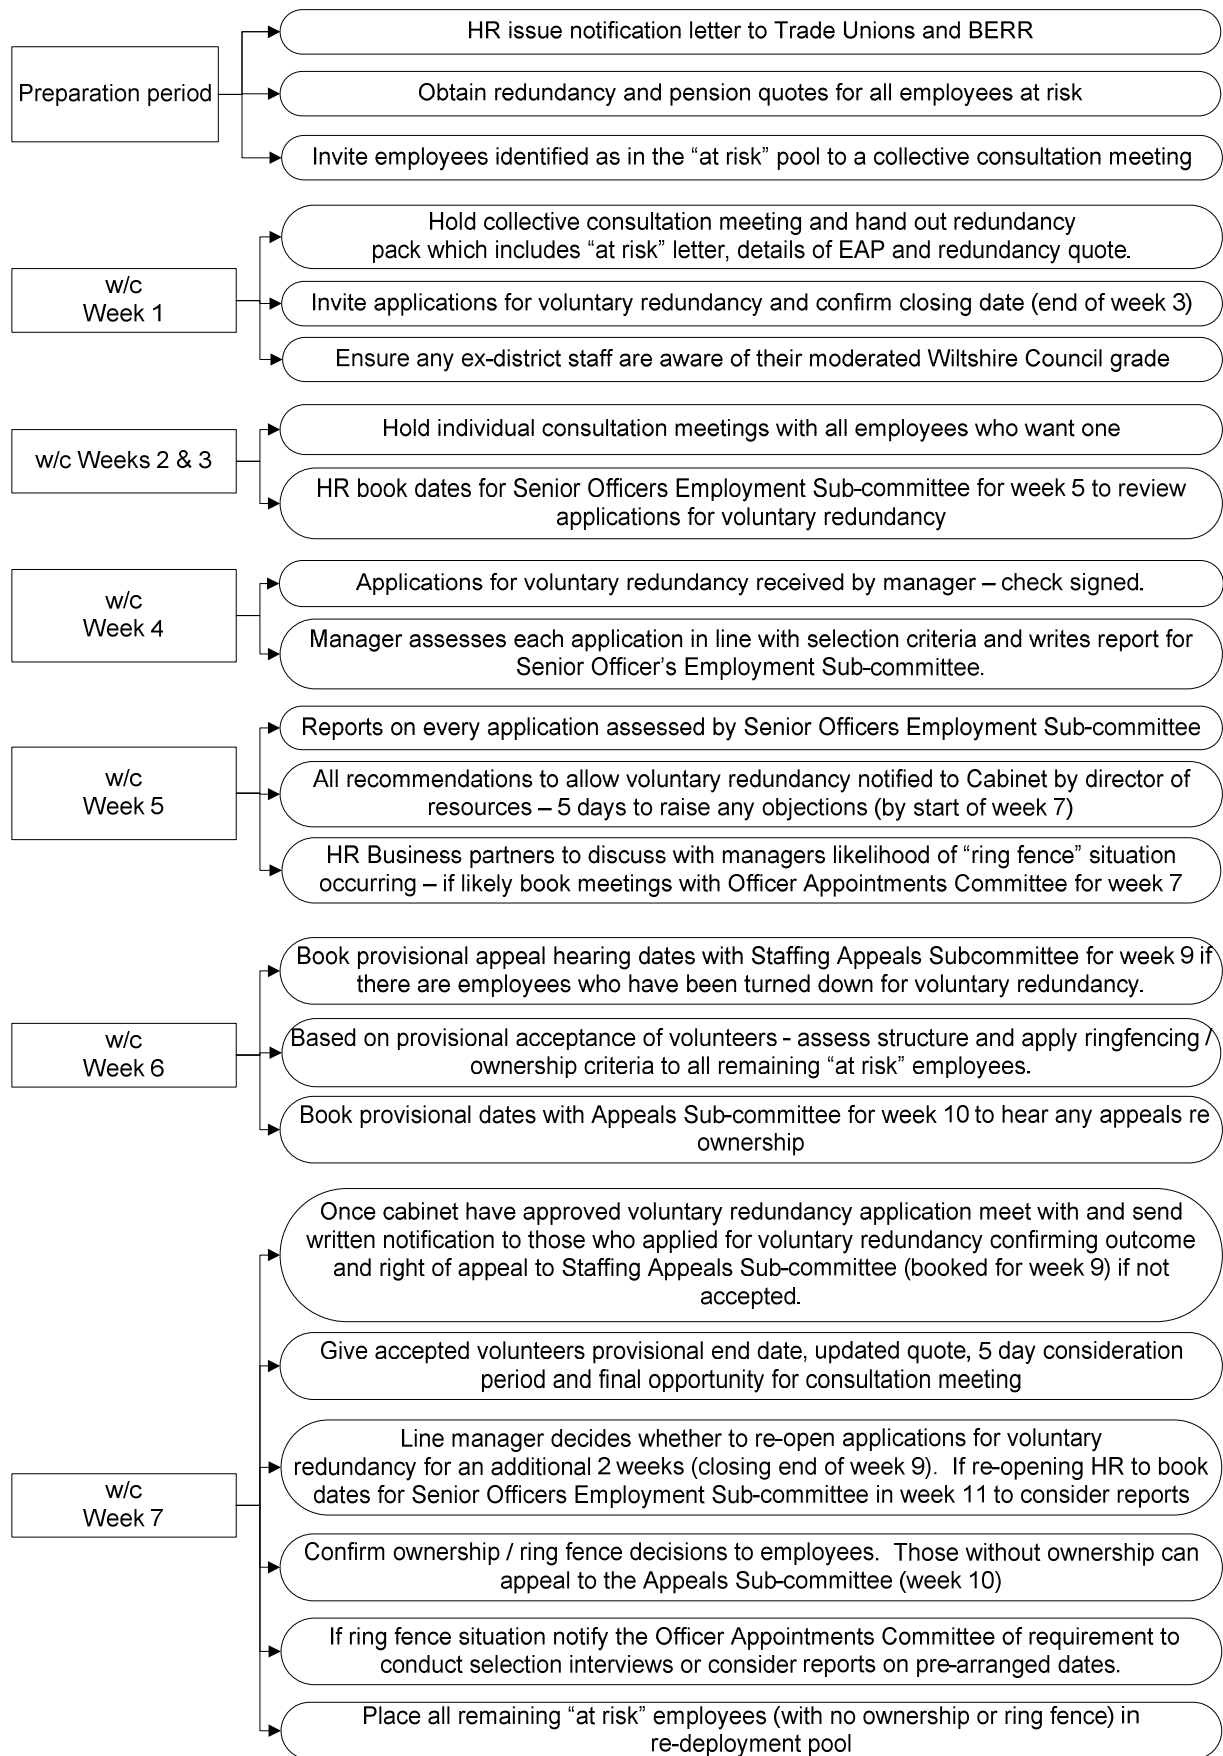 HR issue notification letter to Trade Unions and BERR
Preparation period
Obtain redundancy and pension quotes for all employees at risk
Invite employees identified as in the “at risk” pool to a collective consultation meeting
Hold collective consultation meeting and hand out redundancy
pack which includes “at risk” letter, details of EAP and redundancy quote.
w/c
Week 1
Invite applications for voluntary redundancy and confirm closing date (end of week 3)
Ensure any ex-district staff are aware of their moderated Wiltshire Council grade
w/c Weeks 2 & 3
Hold individual consultation meetings with all employees who want one
HR book dates for Senior Officers Employment Sub-committee for week 5 to review
applications for voluntary redundancy
w/c
Week 4
Applications for voluntary redundancy received by manager – check signed.
Manager assesses each application in line with selection criteria and writes report for
Senior Officer’s Employment Sub-committee.
Reports on every application assessed by Senior Officers Employment Sub-committee
w/c
Week 5
All recommendations to allow voluntary redundancy notified to Cabinet by director of
resources – 5 days to raise any objections (by start of week 7)
HR Business partners to discuss with managers likelihood of “ring fence” situation
occurring – if likely book meetings with Officer Appointments Committee for week 7
Book provisional appeal hearing dates with Staffing Appeals Subcommittee for week 9 if
there are employees who have been turned down for voluntary redundancy.
w/c
Week 6
Based on provisional acceptance of volunteers - assess structure and apply ringfencing /
ownership criteria to all remaining “at risk” employees.
Book provisional dates with Appeals Sub-committee for week 10 to hear any appeals re
ownership
Once cabinet have approved voluntary redundancy application meet with and send
written notification to those who applied for voluntary redundancy confirming outcome
and right of appeal to Staffing Appeals Sub-committee (booked for week 9) if not
accepted.
Give accepted volunteers provisional end date, updated quote, 5 day consideration
period and final opportunity for consultation meeting
w/c
Week 7
Line manager decides whether to re-open applications for voluntary
redundancy for an additional 2 weeks (closing end of week 9).  If re-opening HR to book
dates for Senior Officers Employment Sub-committee in week 11 to consider reports
Confirm ownership / ring fence decisions to employees.  Those without ownership can
appeal to the Appeals Sub-committee (week 10)
If ring fence situation notify the Officer Appointments Committee of requirement to
conduct selection interviews or consider reports on pre-arranged dates.
Place all remaining “at risk” employees (with no ownership or ring fence) in
re-deployment pool